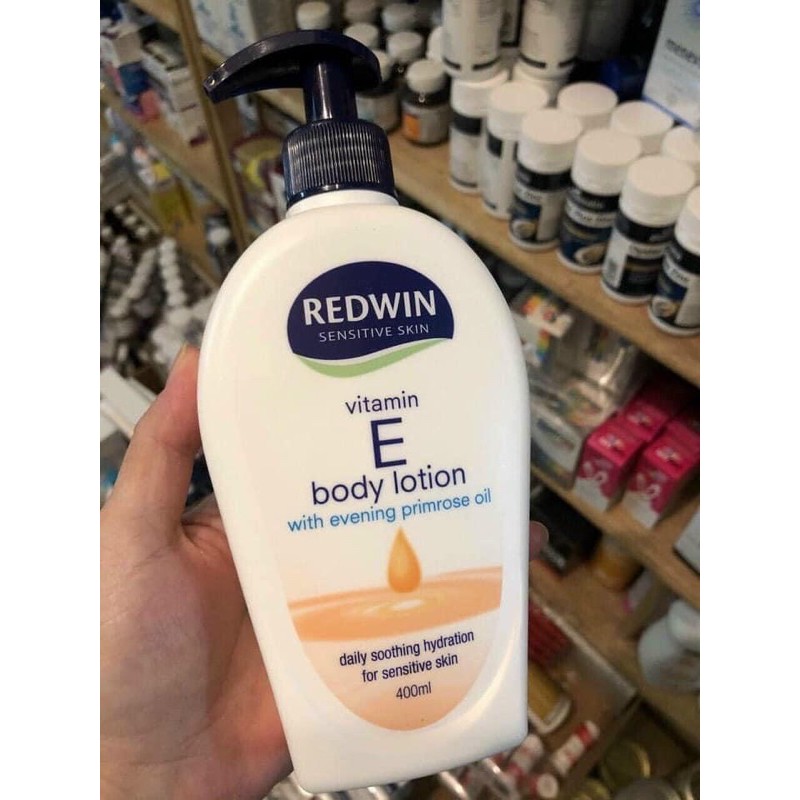 REDWIN
SENSITIVE SKIN
vitamin
E
body lotion
with evening primrose oil
daily soothing hydration
for sensitive skin
400ml